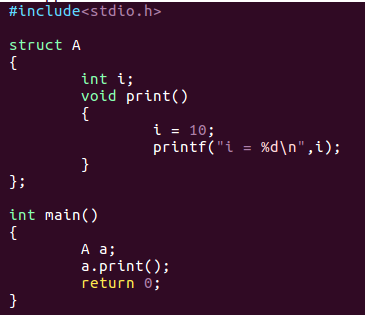 #include<stdio.h>
struct A
{
int i;
void print()
{
i = 10;
printf("i = %d\n",i);
}
};
int main()
{
A a;
a.print();
return 0;
}